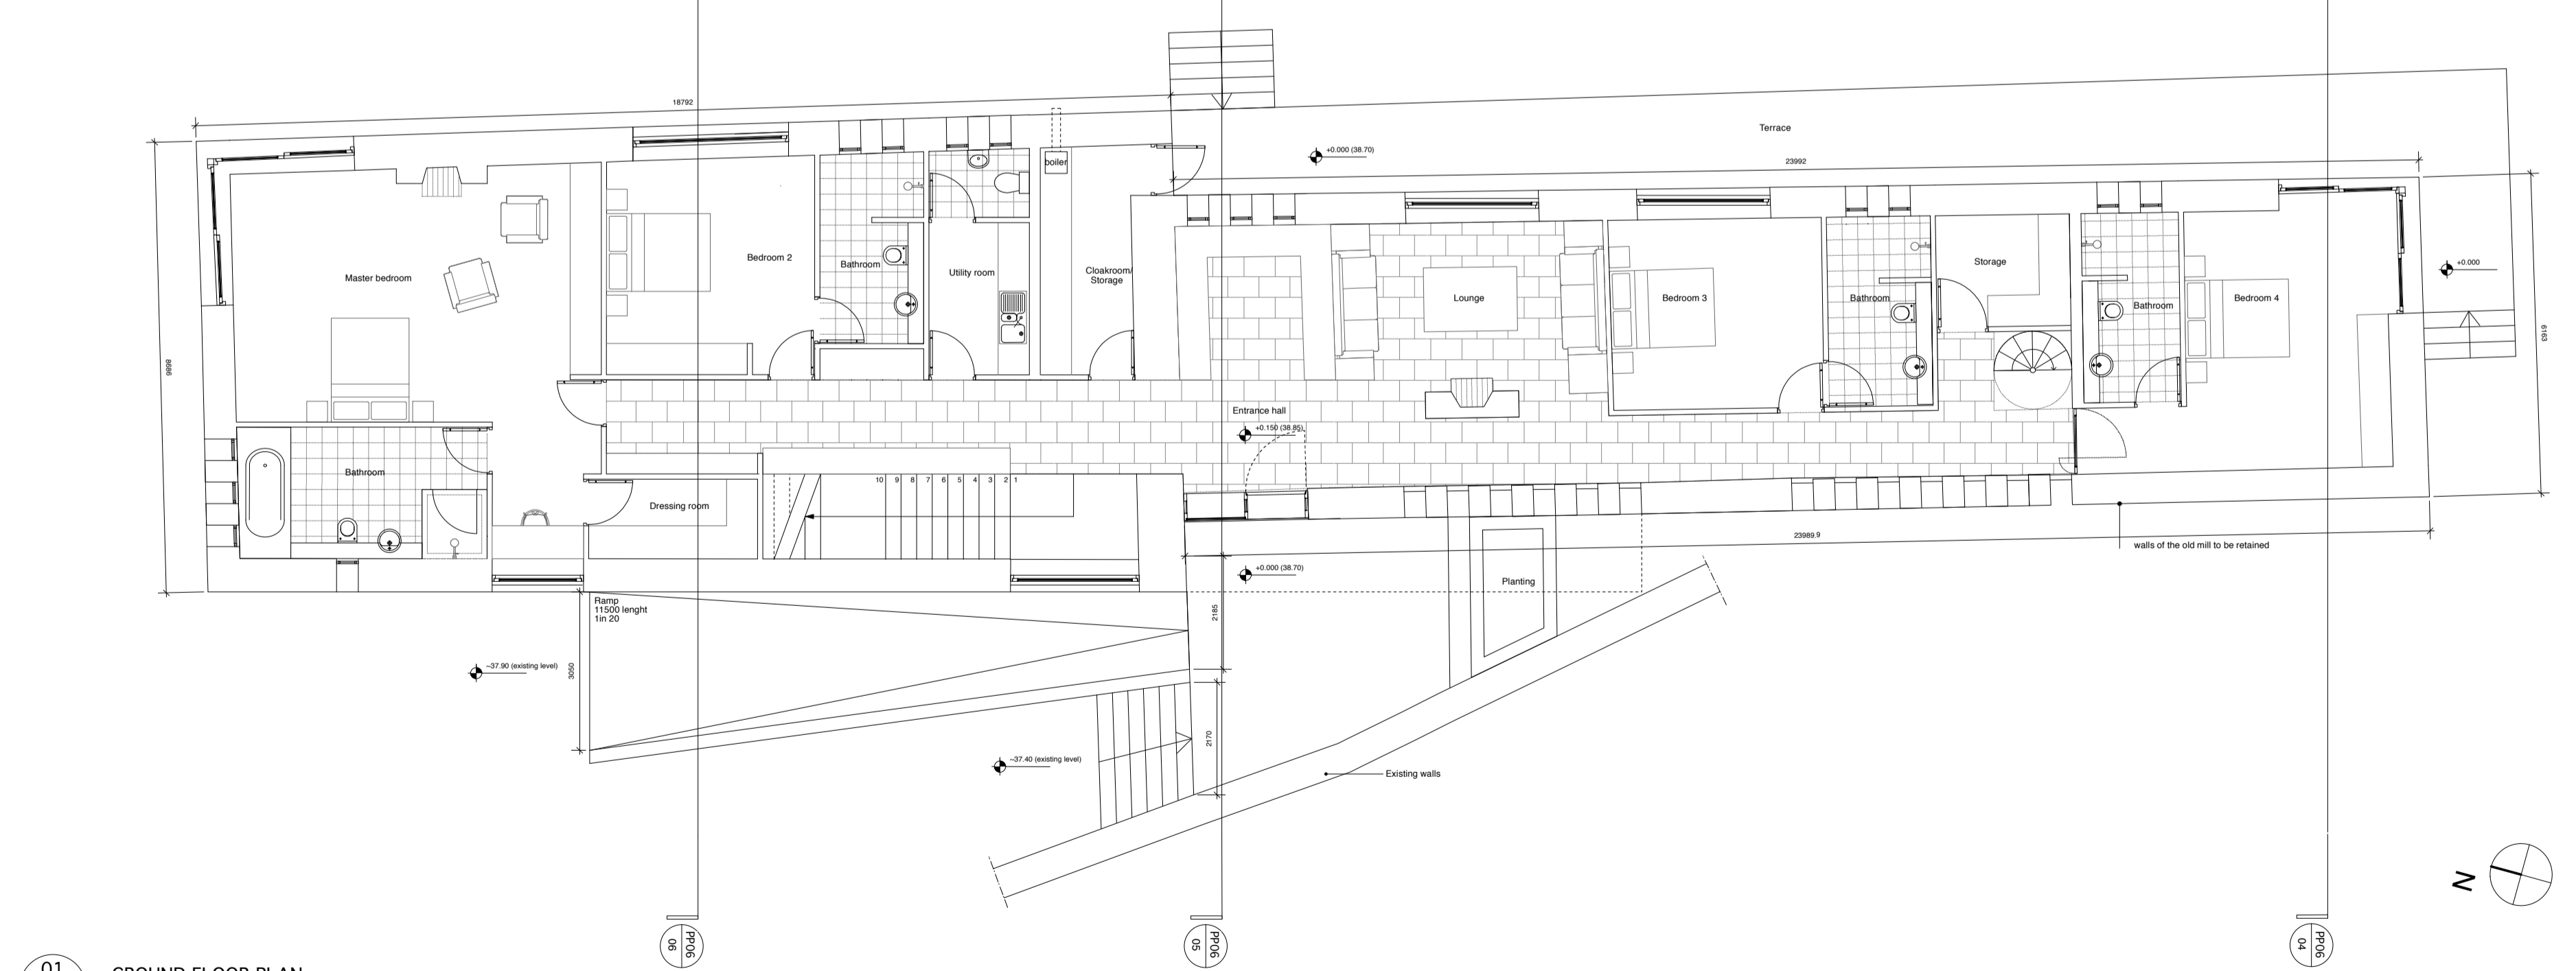 18792
Terrace
+0.000 (38.70)
boiler
23992
Bedroom 2
Bathroom
Utility room
Cloakroom/
Storage
Master bedroom
Lounge
Bedroom 3
Bathroom
Storage
Bathroom
Bedroom 4
+0.000
6163
8686
Entrance hall
+0.150 (38.85)
Bathroom
Dressing room
10 9 8 7 6 5 4 3 2 1
23989,9
walls of the old mill to be retained
+0.000 (38.70)
Planting
Ramp
11500 lenght
1in 20
2185
3050
~37.90 (existing level)
2170
~37.40 (existing level)
Existing walls
N
PP06
06
PP06
05
PP06
04
01
GROUND FLOOR PLAN